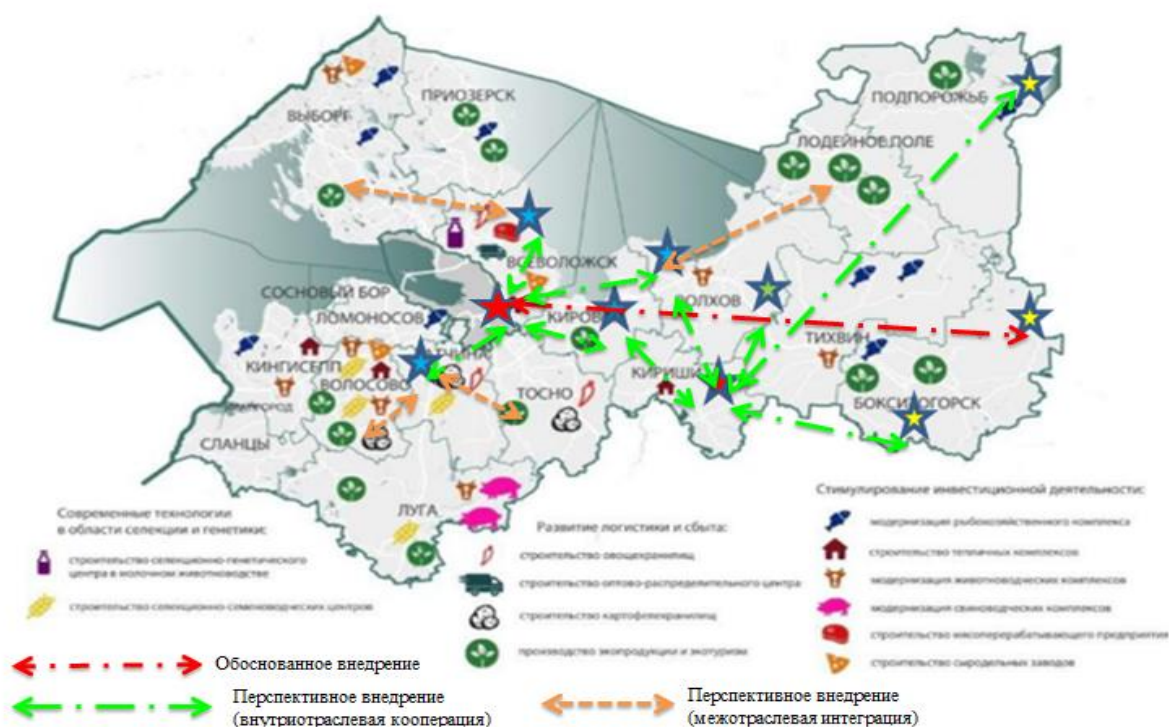 ПОДПОРОЖЬЕ
ПРИОЗЕРСК
ВЫБОРГ
ЛОДЕЙНОЕ ПОЛЕ
ВСЕВОЛОЖСК
СОСНОВЫЙ БОР
ВОЛХОВ
ЛОМОНОСОВ
КИРОВ
ТИХВИН
КИНГИСЕПП
КИРИШИ
ВОЛОСОВО
ТОСНО
БОКСИТОГОРСК
СЛАНЦЫ
ЛУГА
Современные технологии
в области селекции и генетики:
строительство селекционно-генетического
центра в молочном животноводстве
строительство селекционно-семеноводческих центров
Развитие логистики и сбыта:
строительство овощехранилищ
строительство оптово-распределительного центра
строительство картофелехранилищ
производство экопродукции и экотуризм
Стимулирование инвестиционной деятельности:
модернизация рыбохозяйственного комплекса
строительство тепличных комплексов
модернизация животноводческих комплексов
модернизация свиноводческих комплексов
строительство мясоперерабатывающего предприятия
строительство сыродельных заводов
Обоснованное внедрение
Перспективное внедрение
(внутриотраслевая кооперация)
Перспективное внедрение
(межотраслевая интеграция)